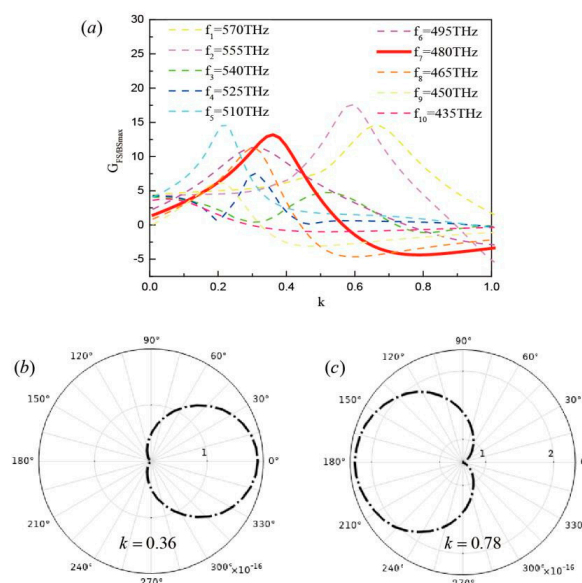 (a)
G_FS/BSmax
30
25
20
15
10
5
0
-5
f₁=570THz
f₂=555THz
f₃=540THz
f₄=525THz
f₅=510THz
f₆=495THz
f₇=480THz
f₈=465THz
f₉=450THz
f₁₀=435THz
0.0 0.2 0.4 0.6 0.8 1.0
k
(b)
90°
120° 60°
150° 30°
180° 1 0°
210° 330°
k = 0.36
240° 300° ×10⁻¹⁶
270°
(c)
90°
120° 60°
150° 30°
180° 1 2
210° 330°
k = 0.78
240° 300° ×10⁻¹⁶
270°